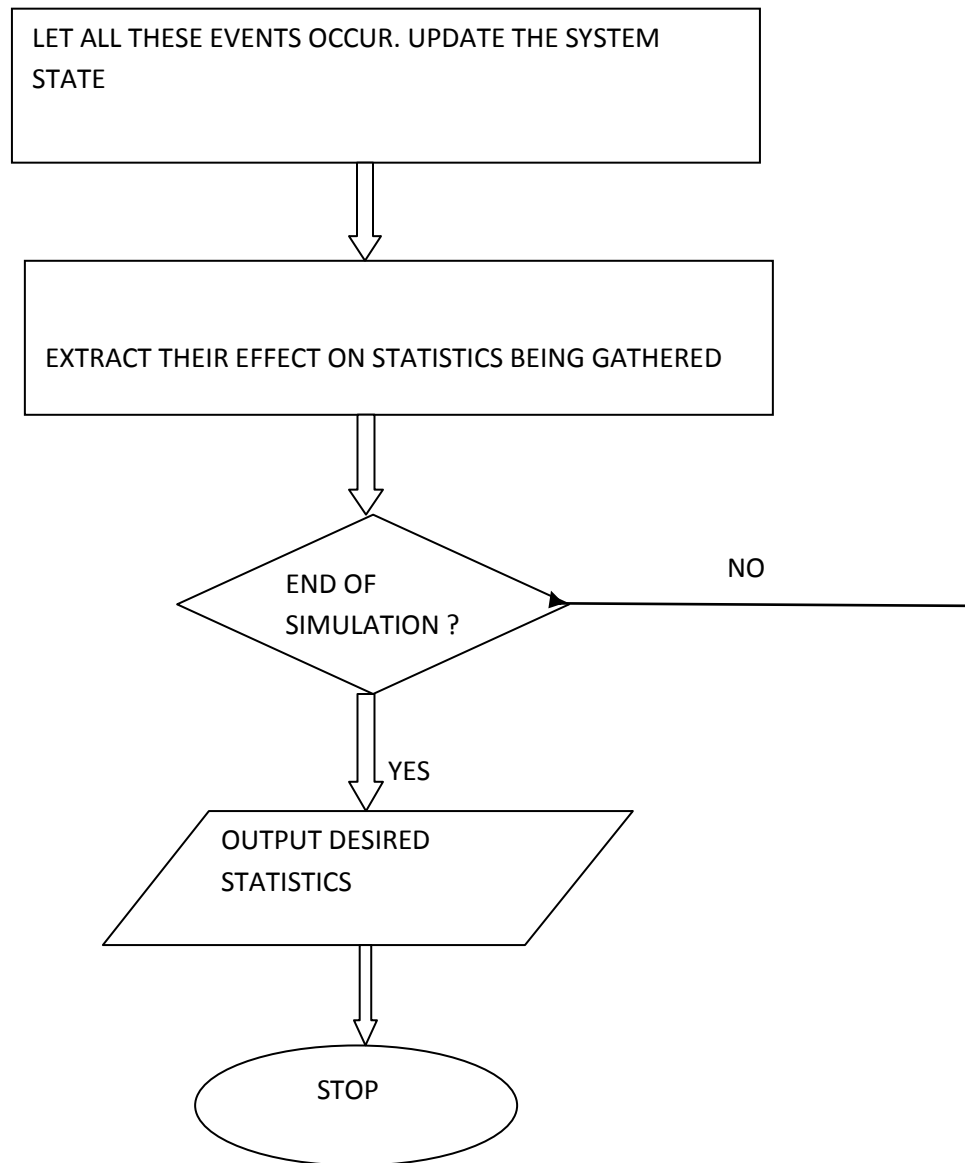 LET ALL THESE EVENTS OCCUR. UPDATE THE SYSTEM
STATE
EXTRACT THEIR EFFECT ON STATISTICS BEING GATHERED
END OF
SIMULATION ?
NO
YES
OUTPUT DESIRED
STATISTICS
STOP